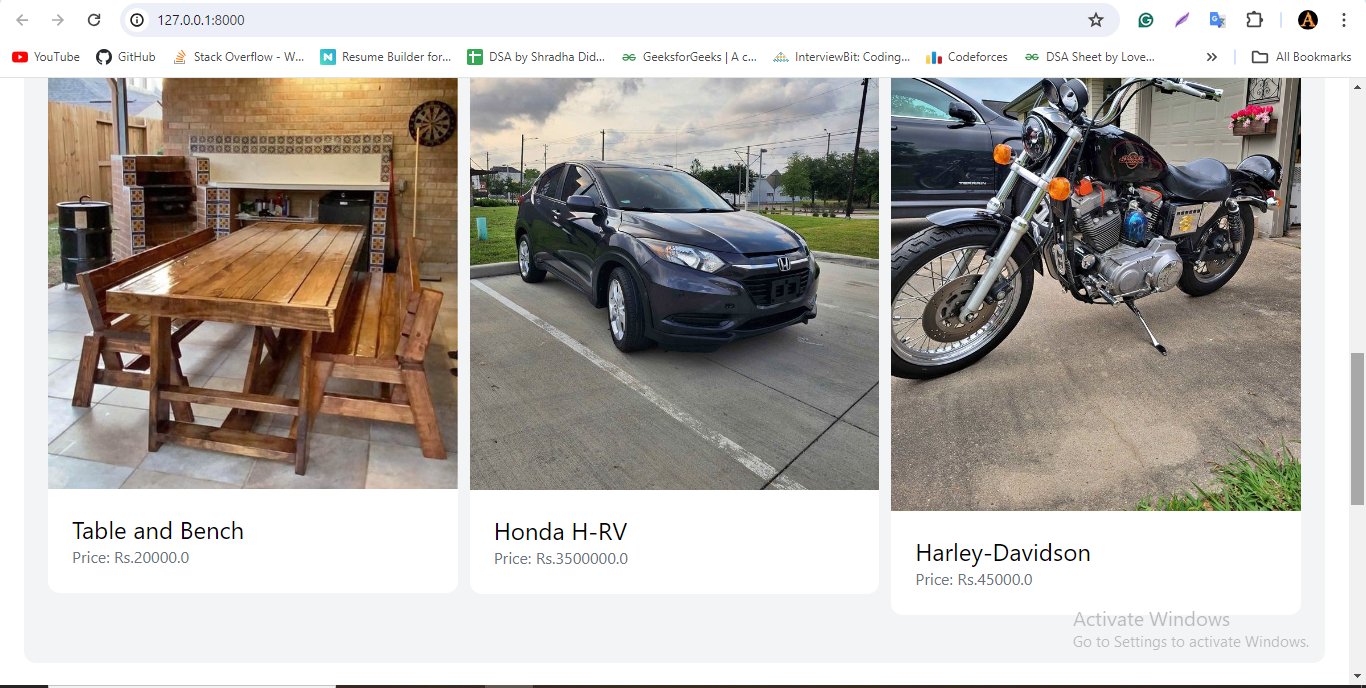 127.0.0.1:8000
YouTube GitHub Stack Overflow - W... Resume Builder for... DSA by Shradha Did... GeeksforGeeks | A c... InterviewBit: Coding... Codeforces DSA Sheet by Love... All Bookmarks
Table and Bench
Price: Rs.20000.0
Honda H-RV
Price: Rs.3500000.0
Harley-Davidson
Price: Rs.45000.0
Activate Windows
Go to Settings to activate Windows.